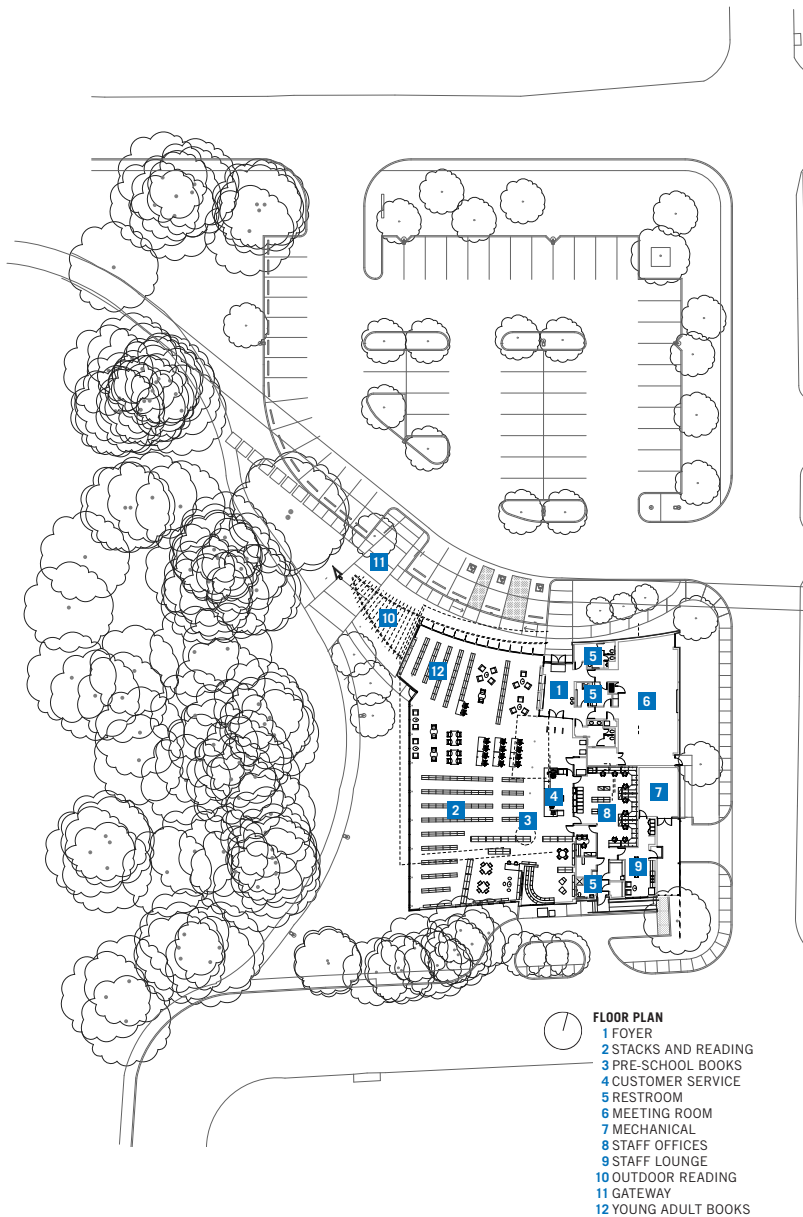 11
10
12
5
1
5
6
4
7
2
3
8
9
5
FLOOR PLAN
1 FOYER
2 STACKS AND READING
3 PRE-SCHOOL BOOKS
4 CUSTOMER SERVICE
5 RESTROOM
6 MEETING ROOM
7 MECHANICAL
8 STAFF OFFICES
9 STAFF LOUNGE
10 OUTDOOR READING
11 GATEWAY
12 YOUNG ADULT BOOKS